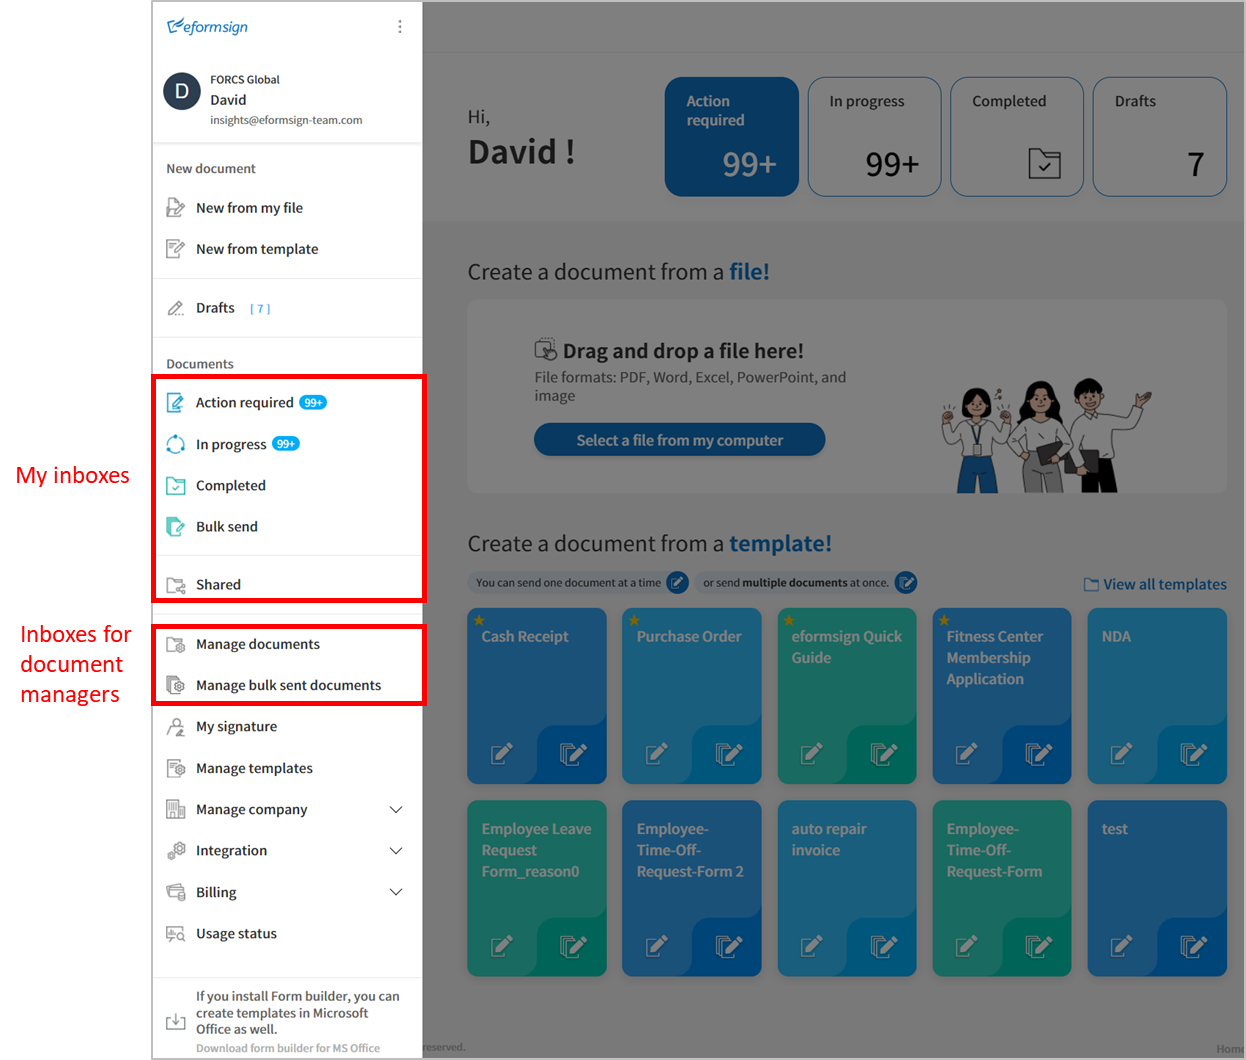 eformsign
D
FORCS Global
David
insights@eformsign-team.com
New document
New from my file
New from template
Drafts [ 7 ]
Documents
My inboxes
Action required 99+
In progress 99+
Completed
Bulk send
Shared
Inboxes for
document
managers
Manage documents
Manage bulk sent documents
My signature
Manage templates
Manage company
Integration
Billing
Usage status
If you install Form builder, you can
create templates in Microsoft
Office as well.
Download form builder for MS Office
Hi,
David !
Action
required
99+
In progress
99+
Completed
Drafts
7
Create a document from a file!
Drag and drop a file here!
File formats: PDF, Word, Excel, PowerPoint, and
image
Select a file from my computer
Create a document from a template!
You can send one document at a time
or send multiple documents at once.
View all templates
Cash Receipt
Purchase Order
eformsign Quick
Guide
Fitness Center
Membership
Application
NDA
Employee Leave
Request
Form_reason0
Employee-
Time-Off-
Request-Form 2
auto repair
invoice
Employee-
Time-Off-
Request-Form
test
reserved.
Home